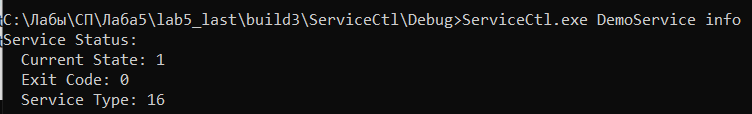 C:\Лабы\СП\Лаба5\lab5_last\build3\ServiceCtl\Debug>ServiceCtl.exe DemoService info
Service Status:
  Current State: 1
  Exit Code: 0
  Service Type: 16